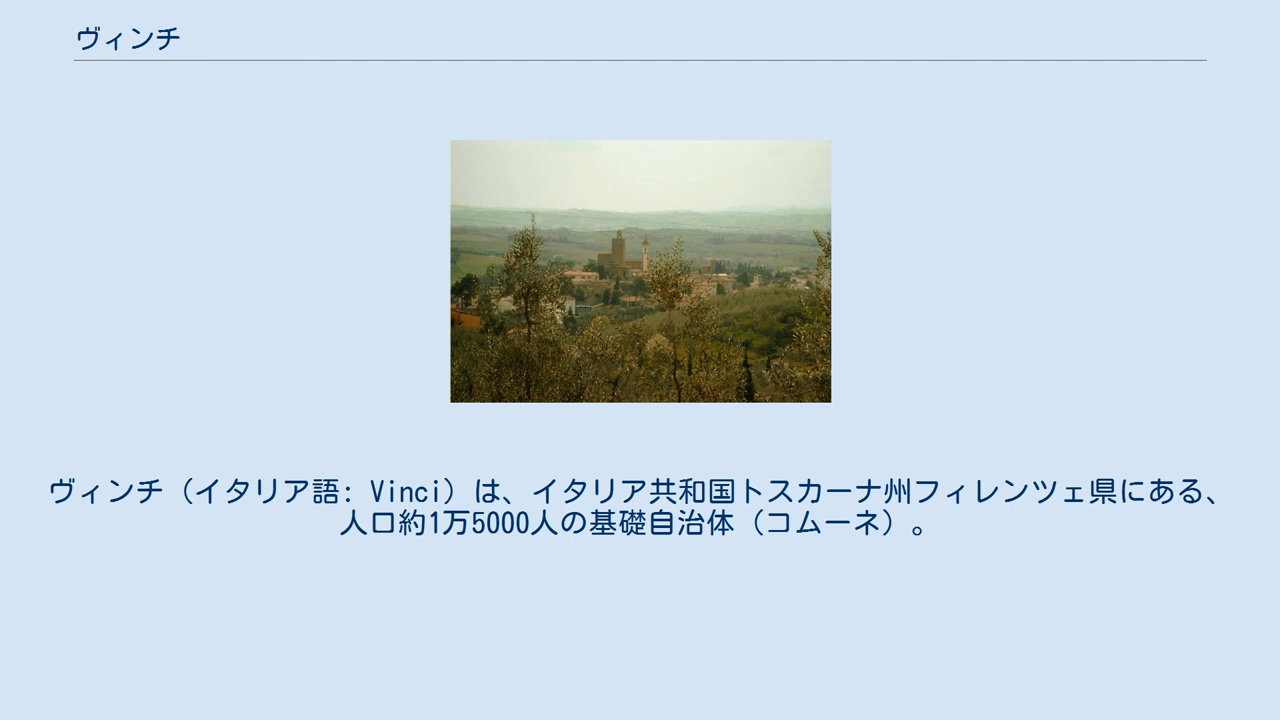 ヴィンチ
ヴィンチ（イタリア語: Vinci）は、イタリア共和国トスカーナ州フィレンツェ県にある、
人口約1万5000人の基礎自治体（コムーネ）。